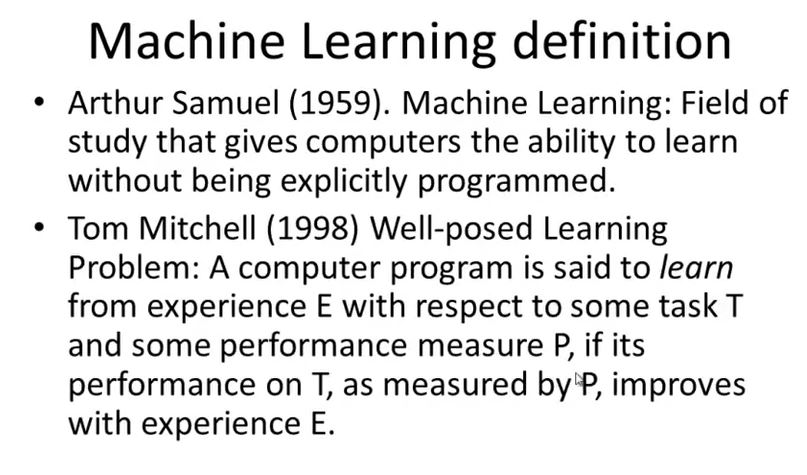 Machine Learning definition
• Arthur Samuel (1959). Machine Learning: Field of
study that gives computers the ability to learn
without being explicitly programmed.
• Tom Mitchell (1998) Well-posed Learning
Problem: A computer program is said to learn
from experience E with respect to some task T
and some performance measure P, if its
performance on T, as measured by P, improves
with experience E.